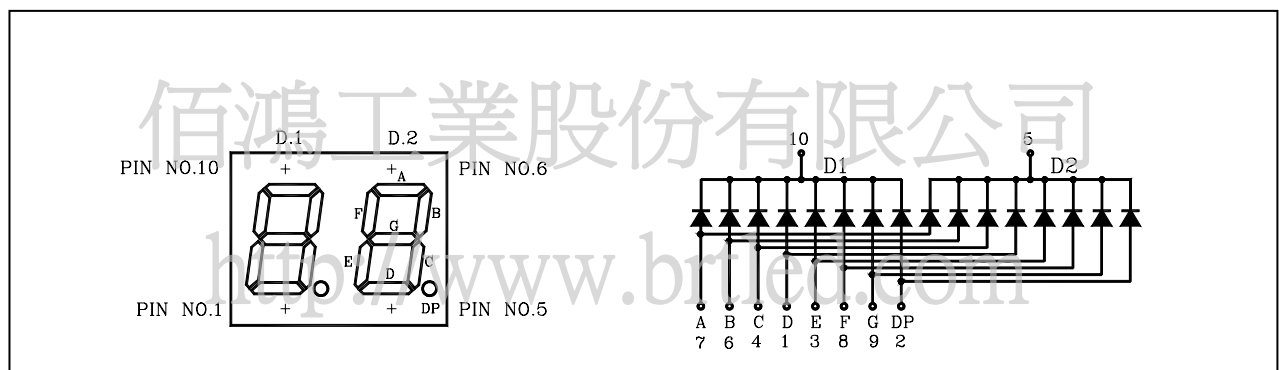 佰鴻工業股份有限公司
http://www.brtled.com
D.1 D.2
PIN NO.10 PIN NO.6
A
F B
G
E C
D
DP
PIN NO.1 PIN NO.5
10 5
D1 D2
A B C D E F G DP
7 6 4 1 3 8 9 2